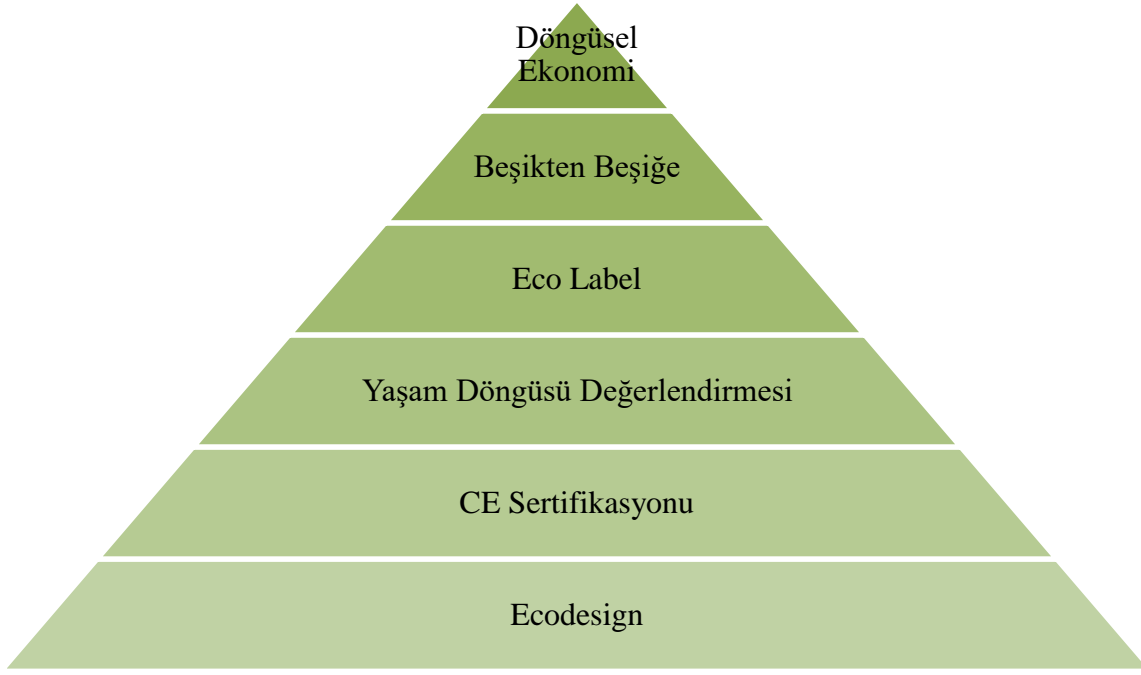 Döngüsel
Ekonomi
Beşikten Beşiğe
Eco Label
Yaşam Döngüsü Değerlendirmesi
CE Sertifikasyonu
Ecodesign